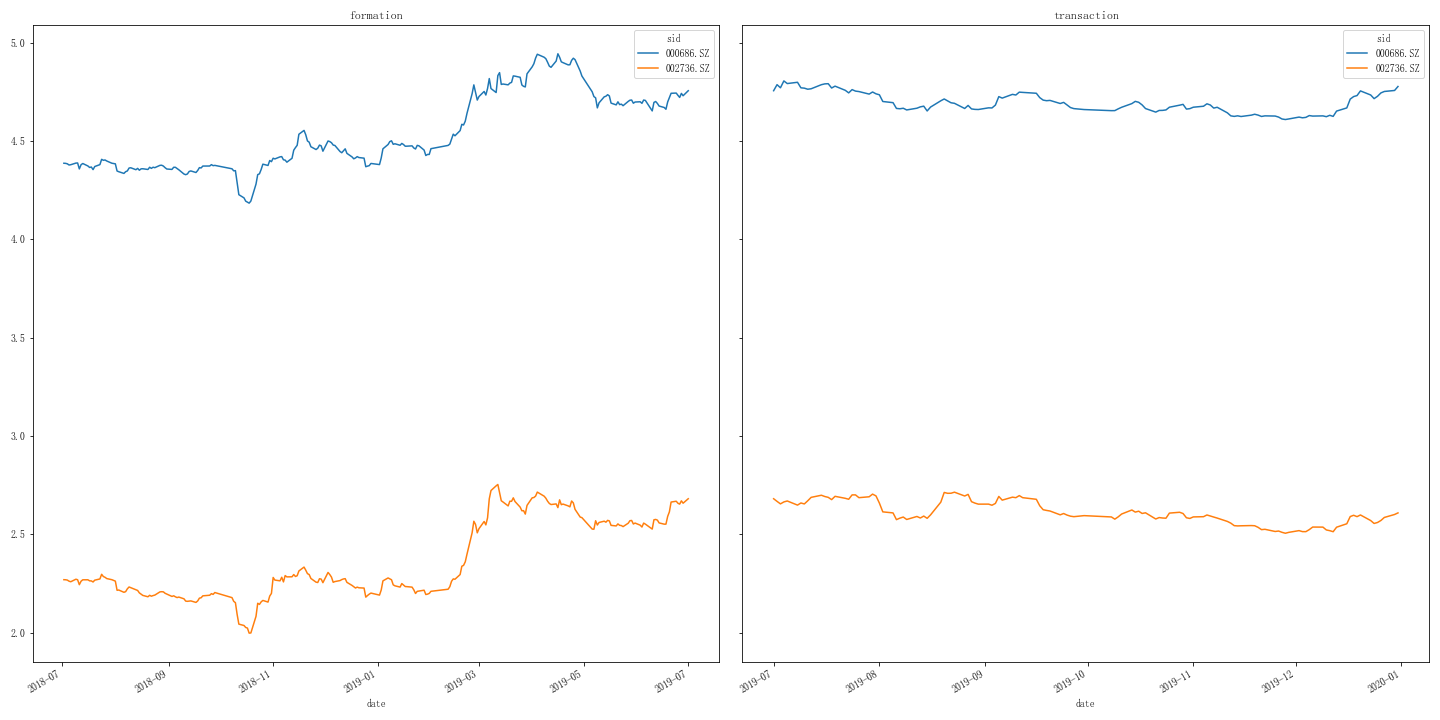 formation
5.0
4.5
4.0
3.5
3.0
2.5
2.0
sid
000686.SZ
002736.SZ
2018-07
2018-09
2018-11
2019-01
2019-03
2019-05
2019-07
date
transaction
sid
000686.SZ
002736.SZ
2019-07
2019-08
2019-09
2019-10
2019-11
2019-12
2020-01
date